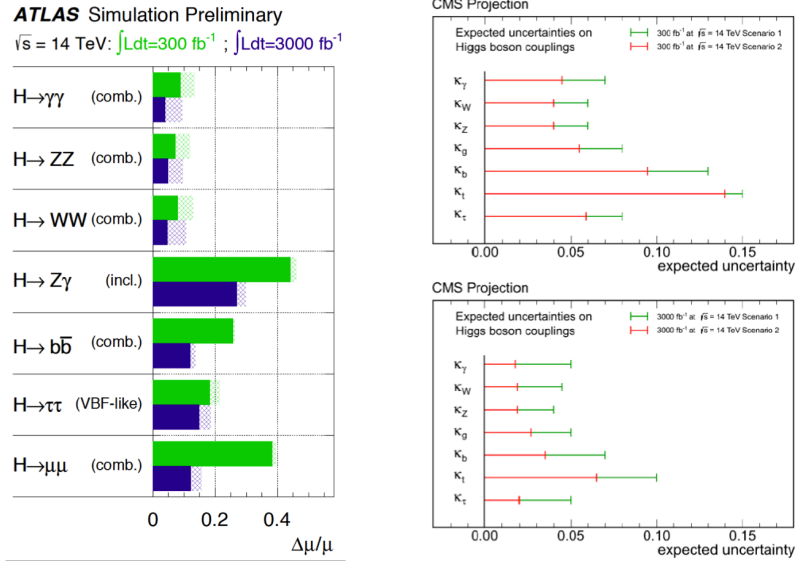 ATLAS Simulation Preliminary
√s = 14 TeV: ∫Ldt=300 fb⁻¹ ; ∫Ldt=3000 fb⁻¹
H→γγ (comb.)
H→ZZ (comb.)
H→WW (comb.)
H→Zγ (incl.)
H→bb̅ (comb.)
H→ττ (VBF-like)
H→μμ (comb.)
0 0.2 0.4
Δμ/μ
CMS Projection
Expected uncertainties on
Higgs boson couplings
300 fb⁻¹ at √s = 14 TeV Scenario 1
300 fb⁻¹ at √s = 14 TeV Scenario 2
κγ
κW
κZ
κg
κb
κt
κτ
0.00 0.05 0.10 0.15
expected uncertainty
CMS Projection
Expected uncertainties on
Higgs boson couplings
3000 fb⁻¹ at √s = 14 TeV Scenario 1
3000 fb⁻¹ at √s = 14 TeV Scenario 2
κγ
κW
κZ
κg
κb
κt
κτ
0.00 0.05 0.10 0.15
expected uncertainty